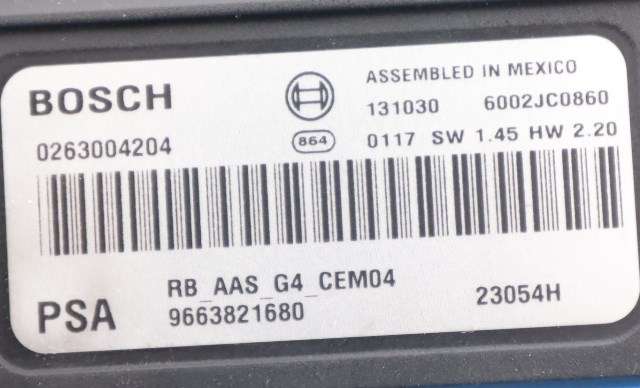 BOSCH
ASSEMBLED IN MEXICO
131030 6002JC0860
0263004204
864 0117 SW 1.45 HW 2.20
RB_AAS_G4_CEM04
PSA 9663821680 23054H